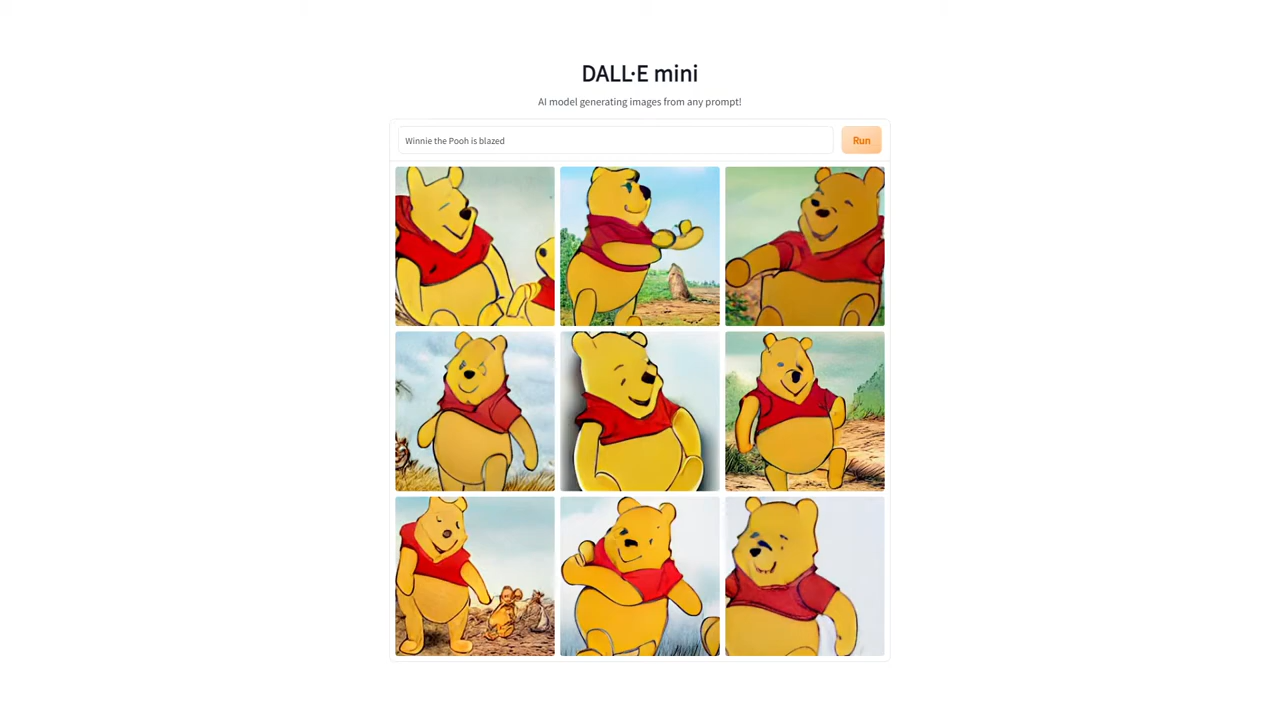 DALL·E mini
AI model generating images from any prompt!
Winnie the Pooh is blazed
Run